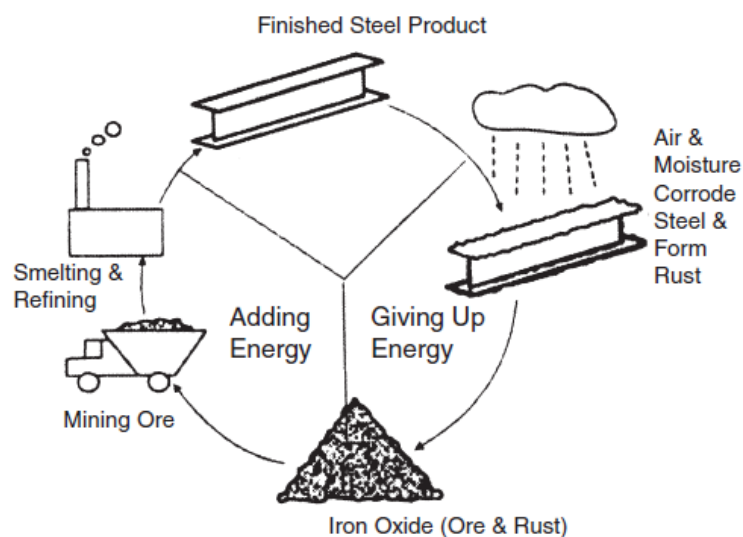 Finished Steel Product
Air &
Moisture
Corrode
Steel &
Form
Rust
Smelting &
Refining
Adding
Energy
Giving Up
Energy
Mining Ore
Iron Oxide (Ore & Rust)